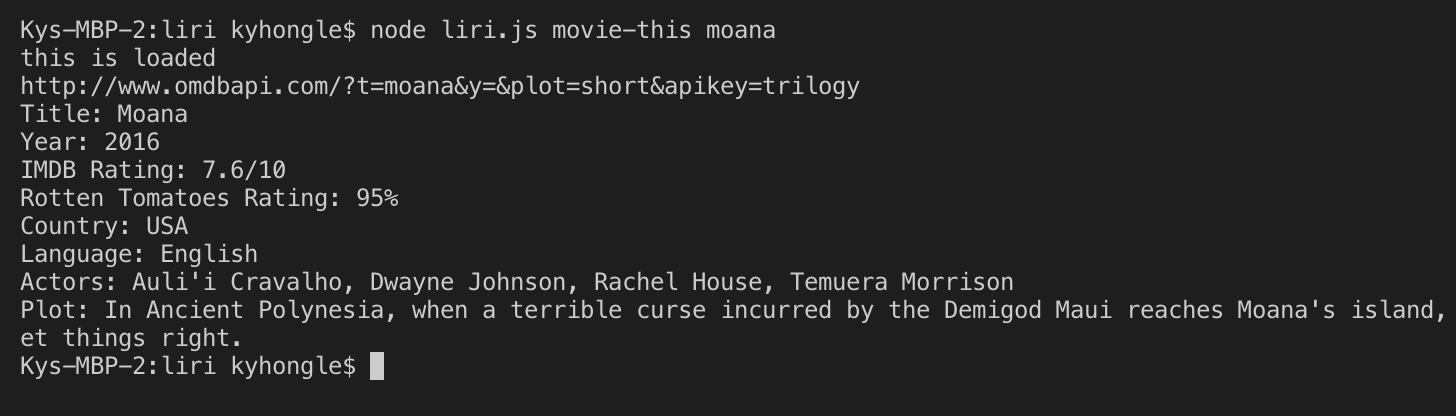 Kys-MBP-2:liri kyhongle$ node liri.js movie-this moana
this is loaded
http://www.omdbapi.com/?t=moana&y=&plot=short&apikey=trilogy
Title: Moana
Year: 2016
IMDB Rating: 7.6/10
Rotten Tomatoes Rating: 95%
Country: USA
Language: English
Actors: Auli'i Cravalho, Dwayne Johnson, Rachel House, Temuera Morrison
Plot: In Ancient Polynesia, when a terrible curse incurred by the Demigod Maui reaches Moana's island,
et things right.
Kys-MBP-2:liri kyhongle$